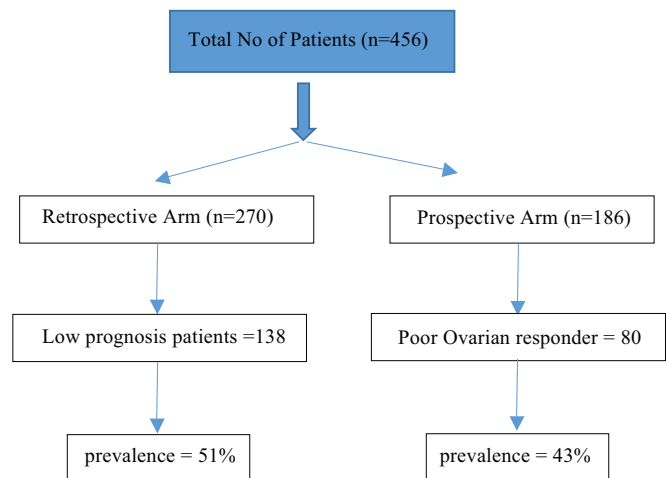 Total No of Patients (n=456)
Retrospective Arm (n=270)
Prospective Arm (n=186)
Low prognosis patients =138
Poor Ovarian responder = 80
prevalence = 51%
prevalence = 43%